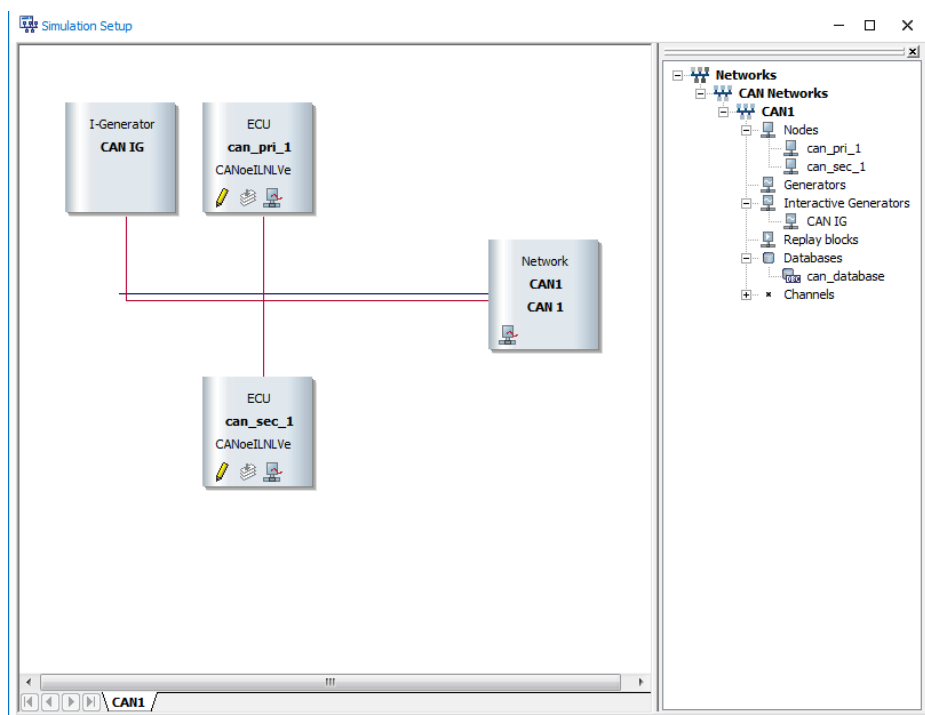 Simulation Setup
I-Generator
CAN IG
ECU
can_pri_1
CANoeILNLVe
Network
CAN1
CAN 1
ECU
can_sec_1
CANoeILNLVe
CAN1
Networks
CAN Networks
CAN1
Nodes
can_pri_1
can_sec_1
Generators
Interactive Generators
CAN IG
Replay blocks
Databases
can_database
Channels